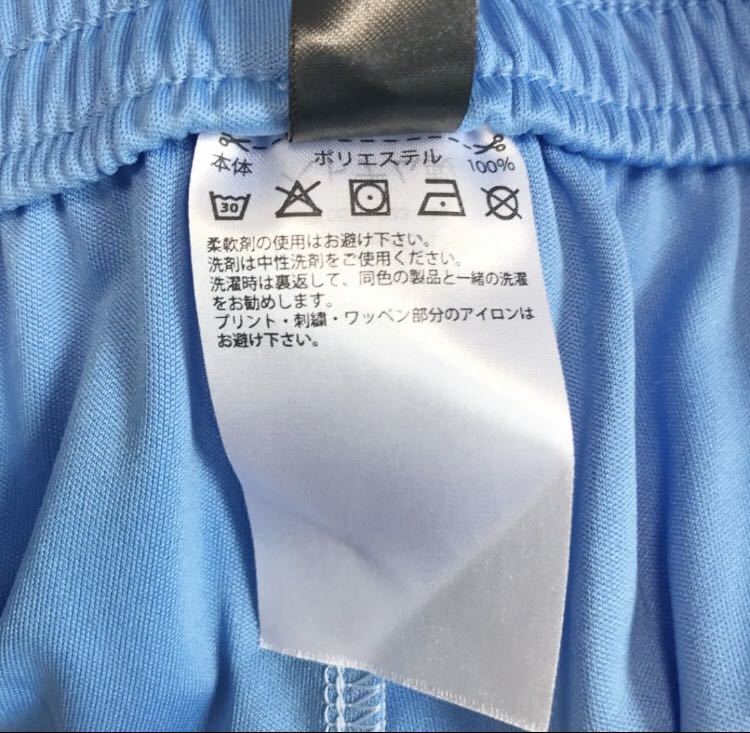 本体 ポリエステル 100%
30
柔軟剤の使用はお避け下さい。
洗剤は中性洗剤をご使用ください。
洗濯時は裏返して、同色の製品と一緒の洗濯
をお勧めします。
プリント・刺繍・ワッペン部分のアイロンは
お避け下さい。